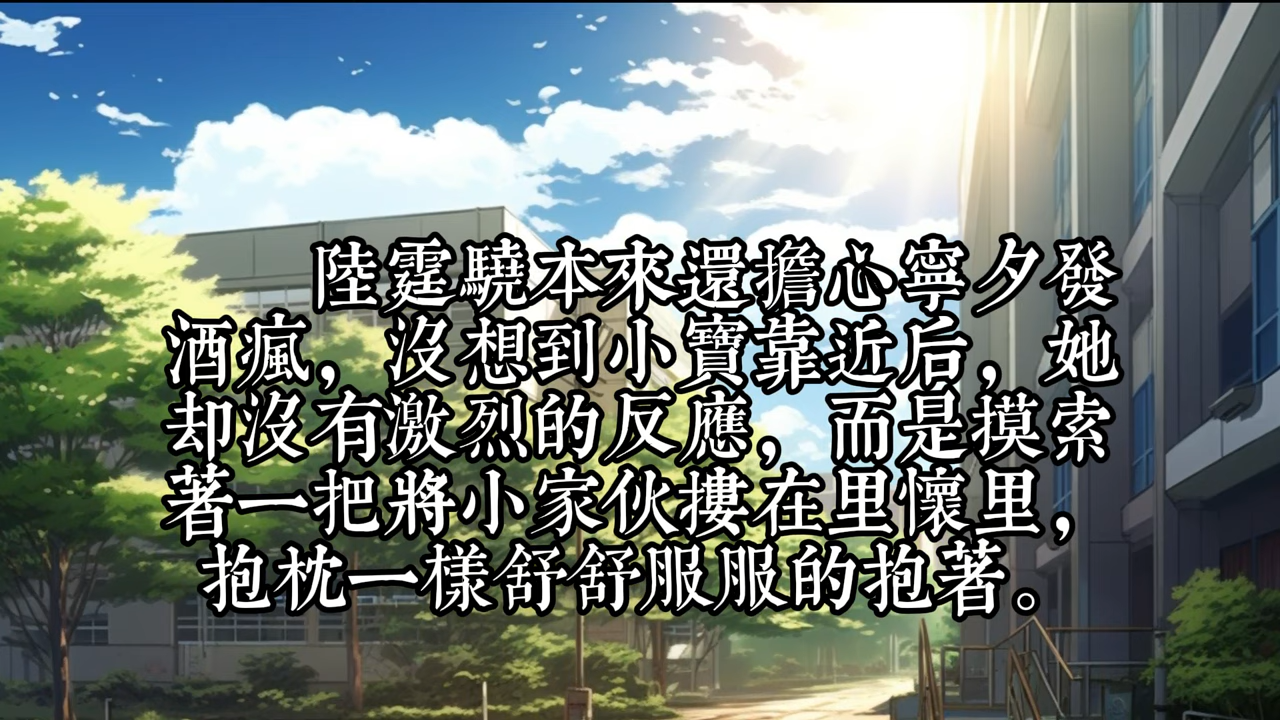 陸霆驍本來還擔心寧夕發
酒瘋，沒想到小寶靠近后，她
却沒有激烈的反應，而是摸索
著一把將小家伙摟在里懷里，
抱枕一樣舒舒服服的抱著。